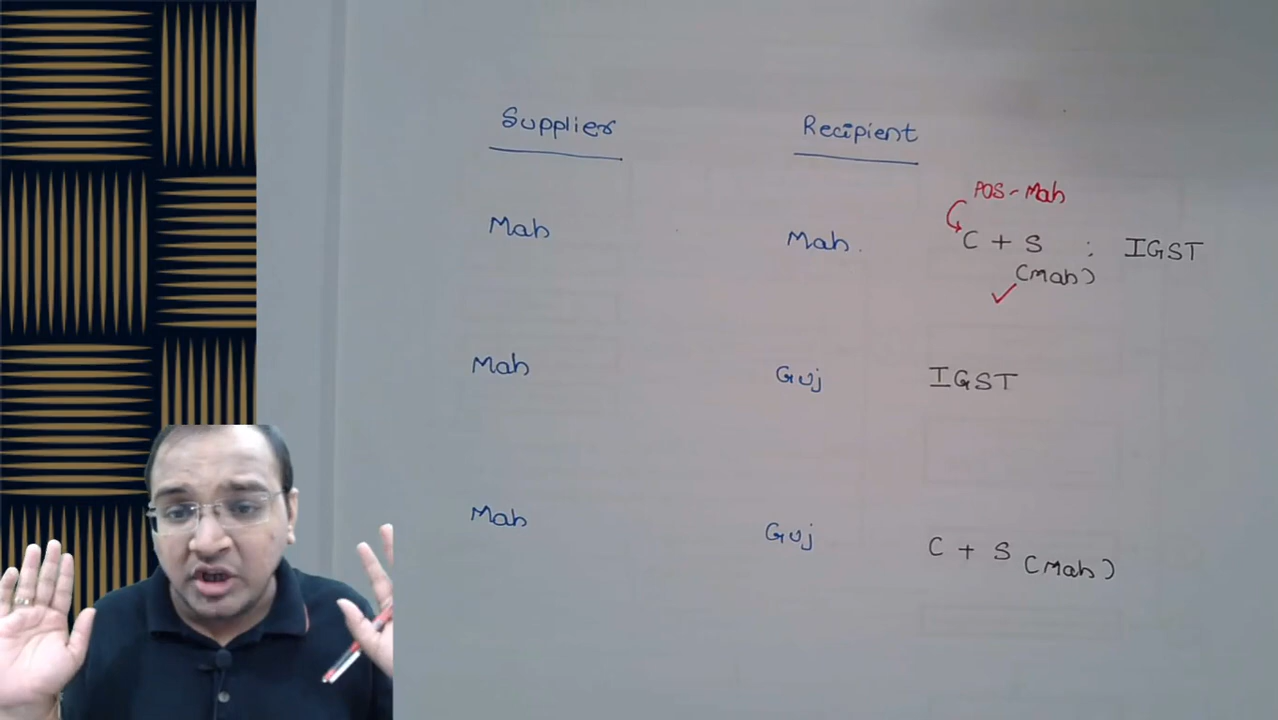 Supplier Recipient
POS - Mah
Mah Mah. C + S : IGST
(Mah)
Mah Guj IGST
Mah Guj C + S (Mah)